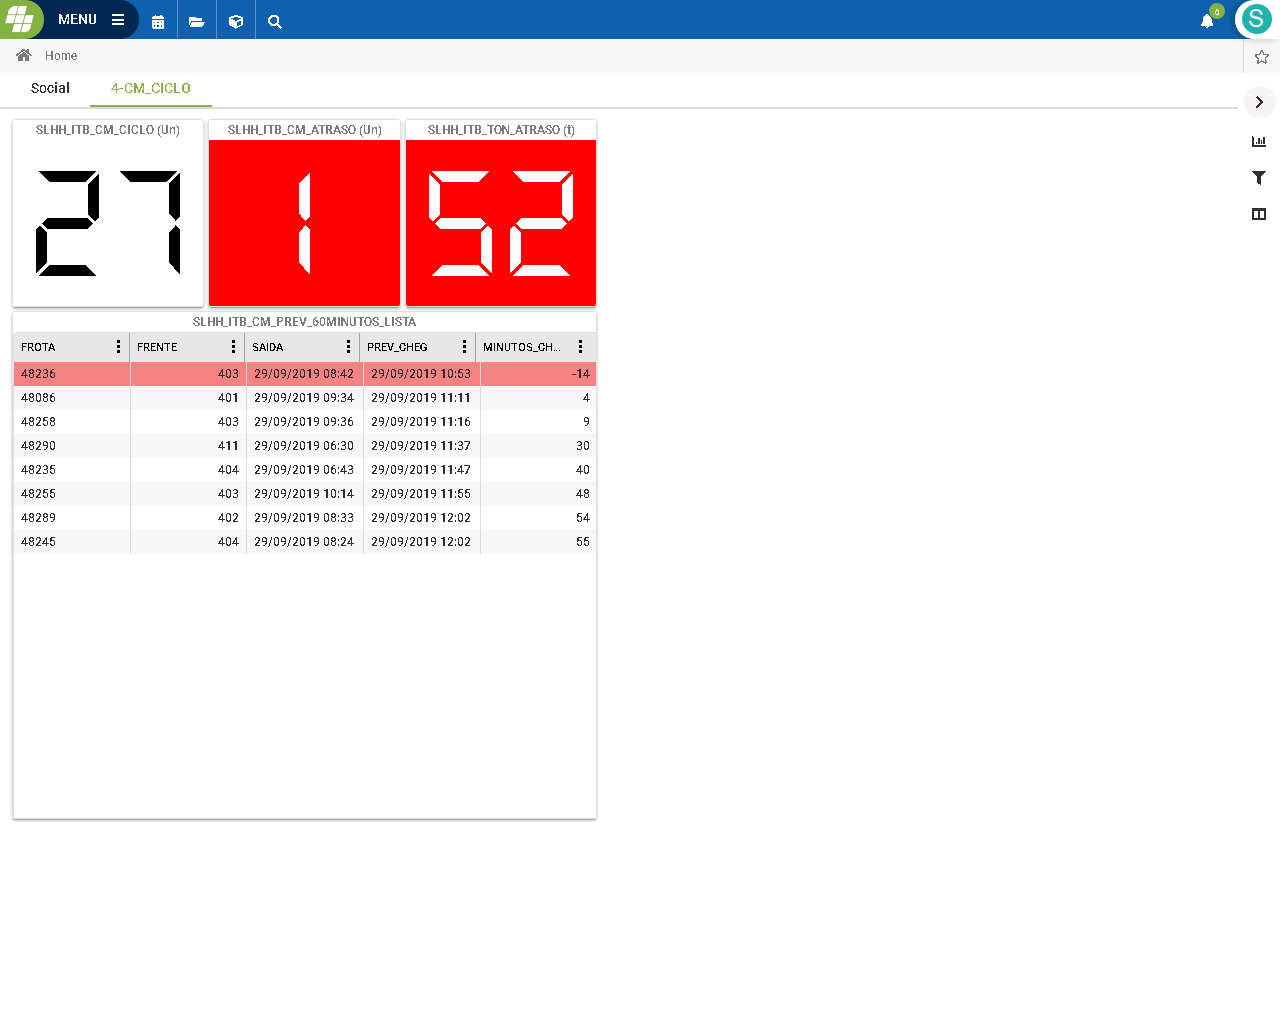 MENU
0
S
Home
Social 4-CM_CICLO
SLHH_ITB_CM_CICLO (Un) SLHH_ITB_CM_ATRASO (Un) SLHH_ITB_TON_ATRASO (t)
27 1 52
SLHH_ITB_CM_PREV_60MINUTOS_LISTA
FROTA FRENTE SAIDA PREV_CHEG MINUTOS_CH...
48236 403 29/09/2019 08:42 29/09/2019 10:53 -14
48086 401 29/09/2019 09:34 29/09/2019 11:11 4
48258 403 29/09/2019 09:36 29/09/2019 11:16 9
48290 411 29/09/2019 06:30 29/09/2019 11:37 30
48235 404 29/09/2019 06:43 29/09/2019 11:47 40
48255 403 29/09/2019 10:14 29/09/2019 11:55 48
48289 402 29/09/2019 08:33 29/09/2019 12:02 54
48245 404 29/09/2019 08:24 29/09/2019 12:02 55